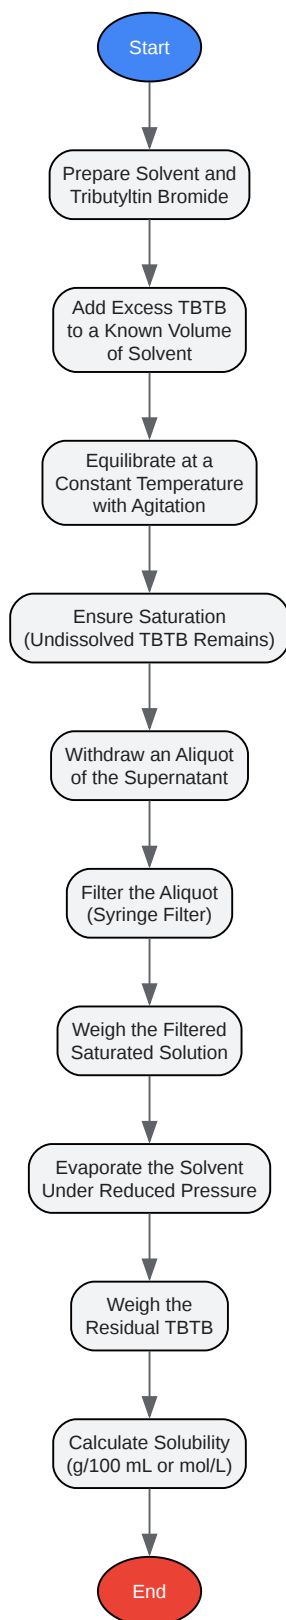 Start
Prepare Solvent and
Tributyltin Bromide
Add Excess TBTB
to a Known Volume
of Solvent
Equilibrate at a
Constant Temperature
with Agitation
Ensure Saturation
(Undissolved TBTB Remains)
Withdraw an Aliquot
of the Supernatant
Filter the Aliquot
(Syringe Filter)
Weigh the Filtered
Saturated Solution
Evaporate the Solvent
Under Reduced Pressure
Weigh the
Residual TBTB
Calculate Solubility
(g/100 mL or mol/L)
End